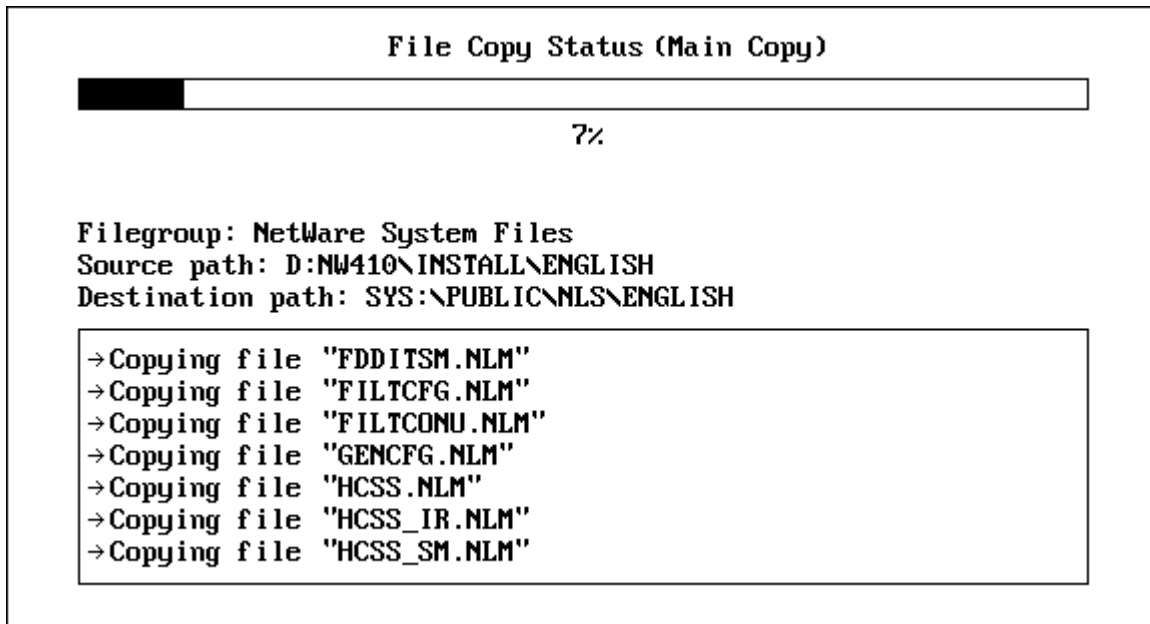 File Copy Status (Main Copy)
7%
Filegroup: NetWare System Files
Source path: D:NW410\INSTALL\ENGLISH
Destination path: SYS:\PUBLIC\NLS\ENGLISH
→Copying file "FDDITSM.NLM"
→Copying file "FILTCFG.NLM"
→Copying file "FILTCONU.NLM"
→Copying file "GENCFG.NLM"
→Copying file "HCSS.NLM"
→Copying file "HCSS_IR.NLM"
→Copying file "HCSS_SM.NLM"